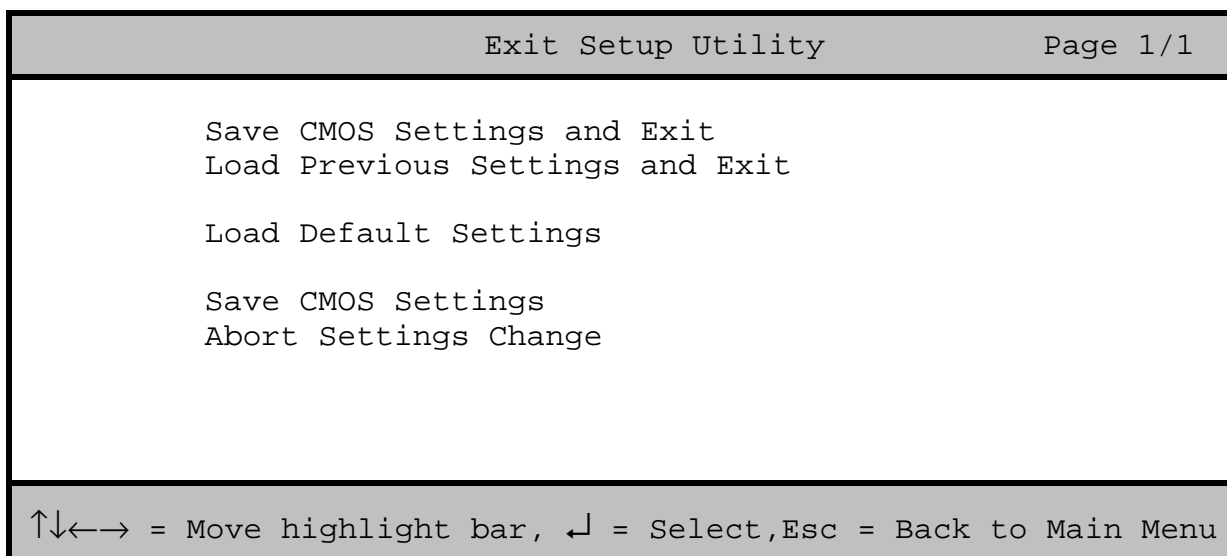 Exit Setup Utility Page 1/1
Save CMOS Settings and Exit
Load Previous Settings and Exit
Load Default Settings
Save CMOS Settings
Abort Settings Change
↑↓←→ = Move highlight bar, ↵ = Select,Esc = Back to Main Menu